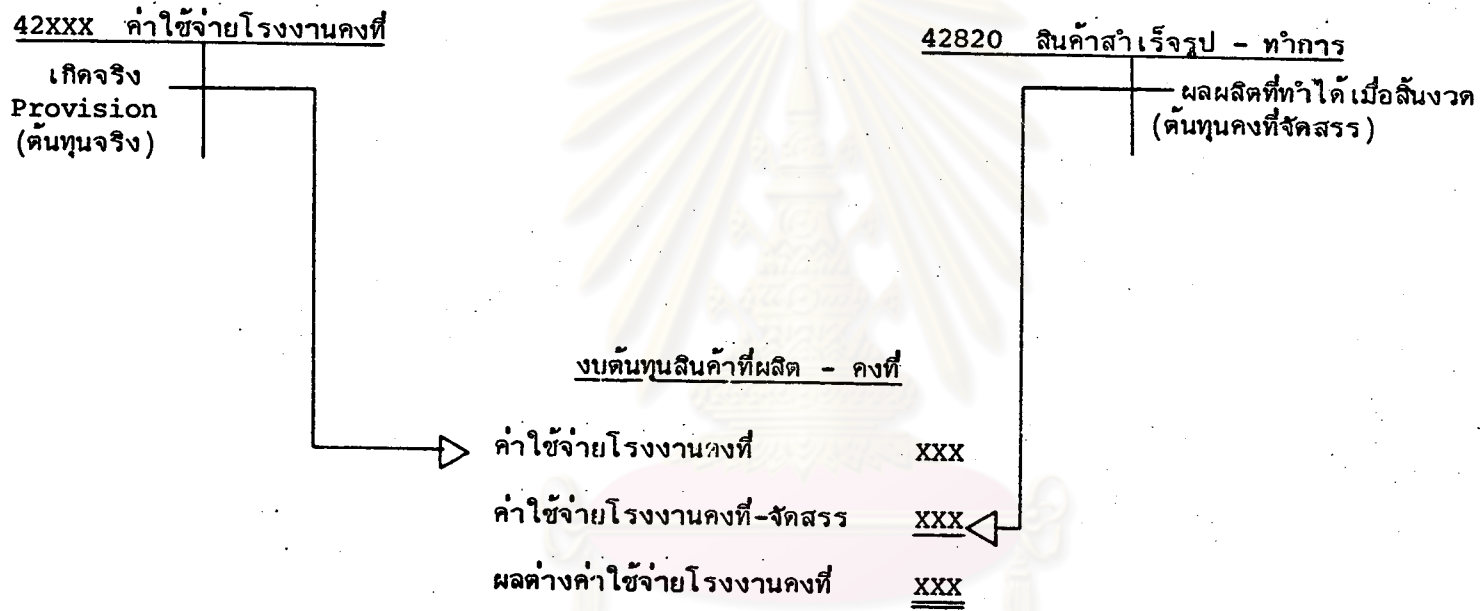 42XXX ค่าใช้จ่ายโรงงานคงที่
เกิดจริง
Provision
(ต้นทุนจริง)
42820 สินค้าสำเร็จรูป - ทำการ
ผลผลิตที่ทำได้เมื่อสิ้นงวด
(ต้นทุนคงที่จัดสรร)
งบต้นทุนสินค้าที่ผลิต - คงที่
ค่าใช้จ่ายโรงงานคงที่ XXX
ค่าใช้จ่ายโรงงานคงที่-จัดสรร XXX
ผลต่างค่าใช้จ่ายโรงงานคงที่ XXX